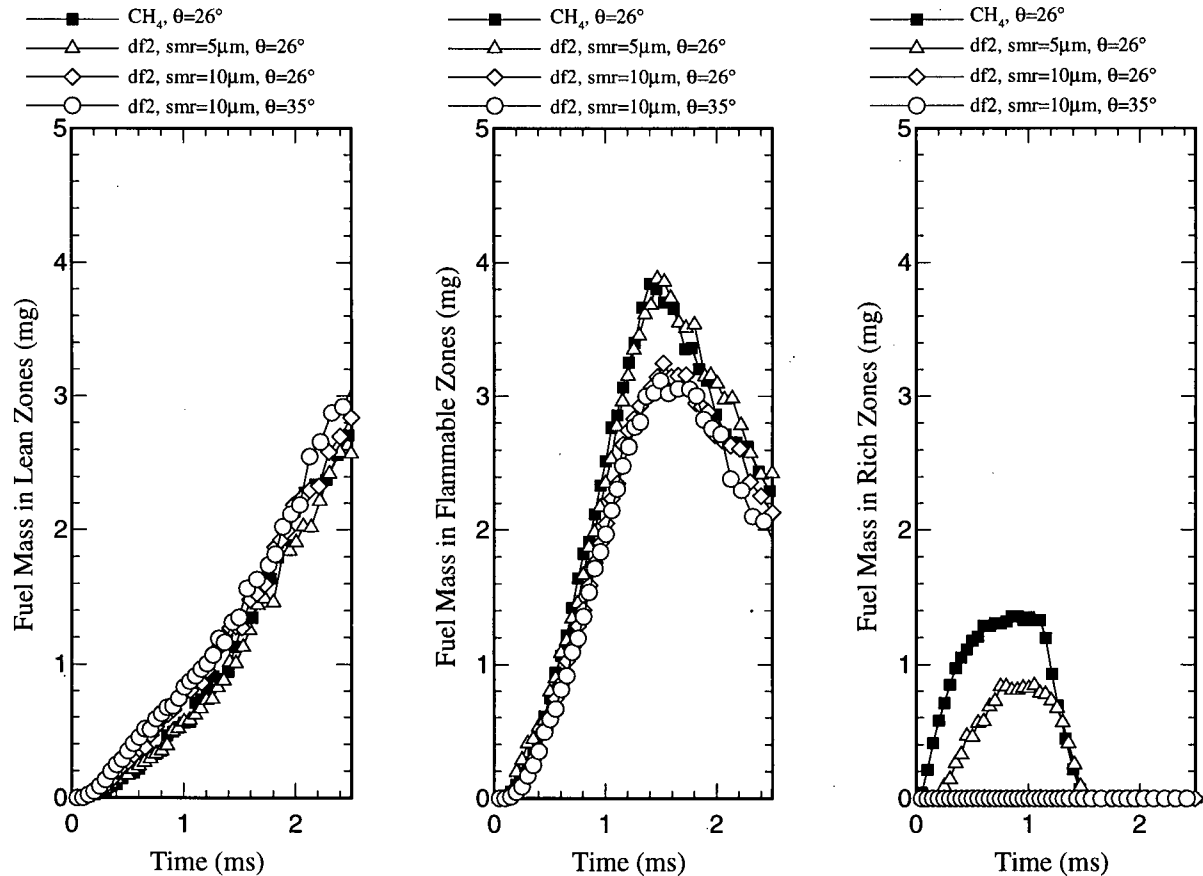 CH₄, θ=26°
df2, smr=5μm, θ=26°
df2, smr=10μm, θ=26°
df2, smr=10μm, θ=35°
5
4
3
2
1
0
0 1 2
Fuel Mass in Lean Zones (mg)
Time (ms)
CH₄, θ=26°
df2, smr=5μm, θ=26°
df2, smr=10μm, θ=26°
df2, smr=10μm, θ=35°
5
4
3
2
1
0
0 1 2
Fuel Mass in Flammable Zones (mg)
Time (ms)
CH₄, θ=26°
df2, smr=5μm, θ=26°
df2, smr=10μm, θ=26°
df2, smr=10μm, θ=35°
5
4
3
2
1
0
0 1 2
Fuel Mass in Rich Zones (mg)
Time (ms)